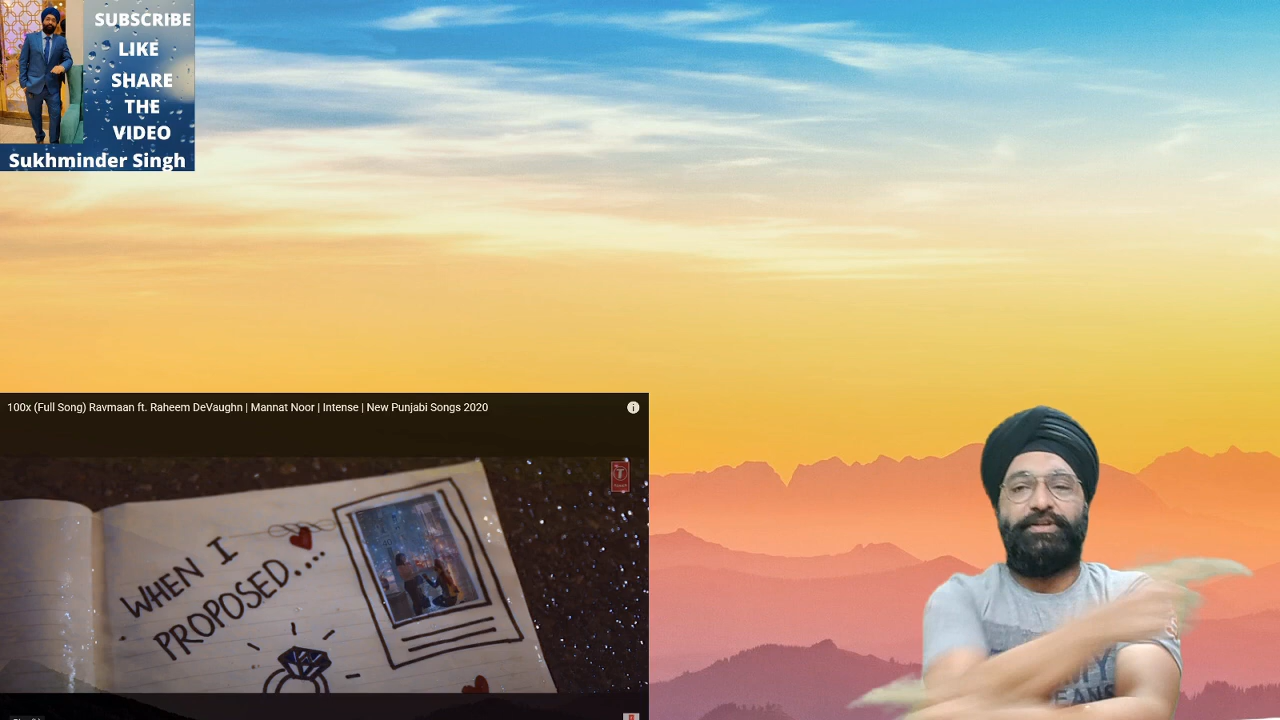 SUBSCRIBE
LIKE
SHARE
THE
VIDEO
Sukhminder Singh
100x (Full Song) Ravmaan ft. Raheem DeVaughn | Mannat Noor | Intense | New Punjabi Songs 2020
WHEN I
PROPOSED....